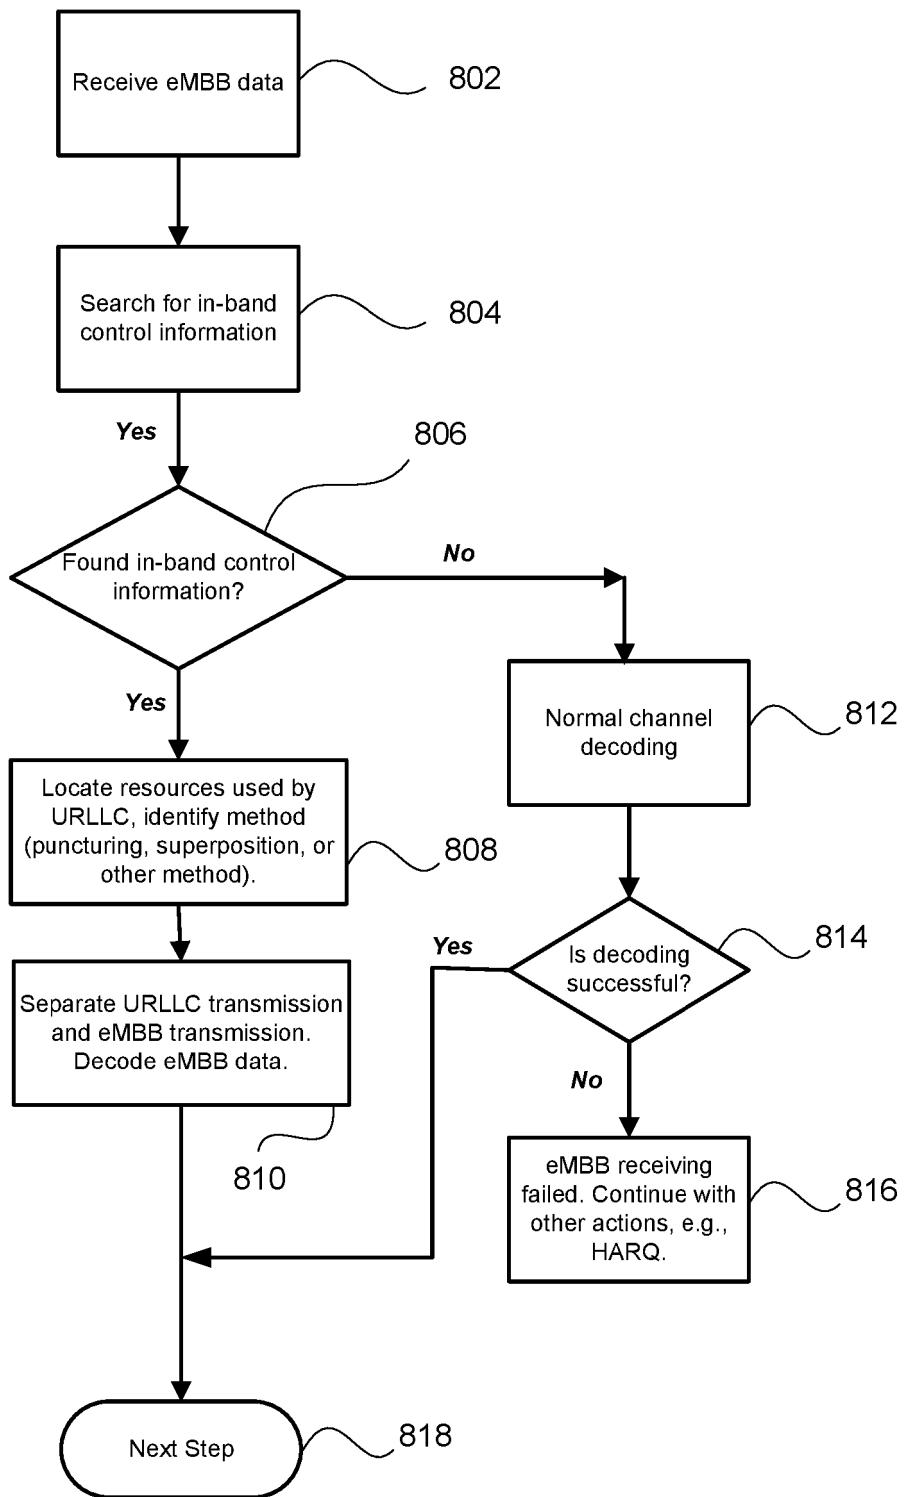 Receive eMBB data
802
Search for in-band
control information
804
Yes
806
Found in-band control
information?
No
Yes
Normal channel
decoding
812
Locate resources used by
URLLC, identify method
(puncturing, superposition, or
other method).
808
Is decoding
successful?
814
Yes
Separate URLLC transmission
and eMBB transmission.
Decode eMBB data.
810
No
eMBB receiving
failed. Continue with
other actions, e.g.,
HARQ.
816
Next Step
818